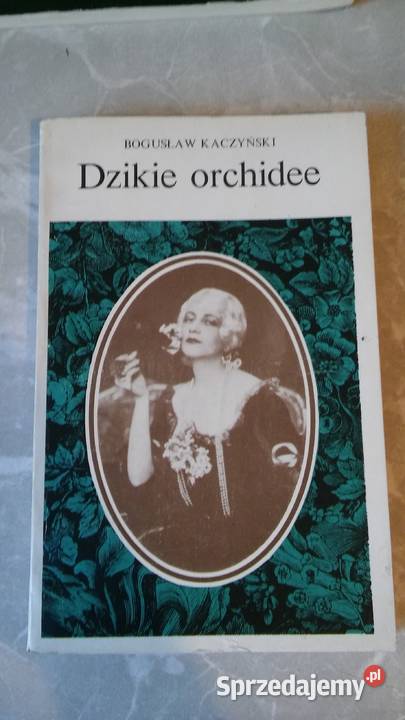 BOGUSŁAW KACZYŃSKI
Dzikie orchidee
Sprzedajemy.pl